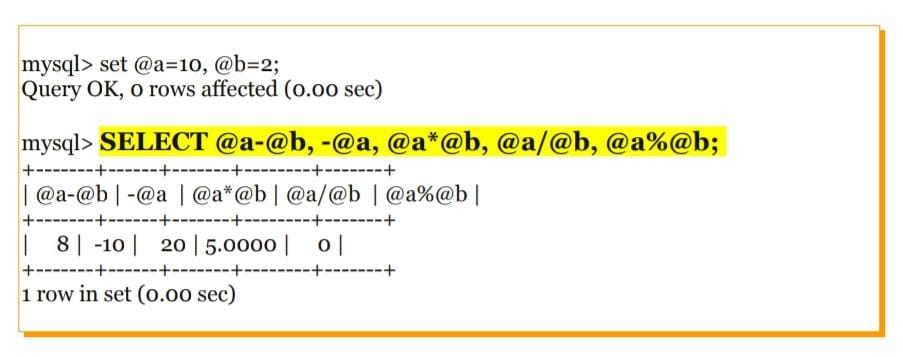 mysql> set @a=10, @b=2;
Query OK, 0 rows affected (0.00 sec)
mysql> SELECT @a-@b, -@a, @a*@b, @a/@b, @a%@b;
+-------+------+-------+--------+-------+
| @a-@b | -@a | @a*@b | @a/@b | @a%@b |
+-------+------+-------+--------+-------+
| 8 | -10 | 20 | 5.0000 | 0 |
+-------+------+-------+--------+-------+
1 row in set (0.00 sec)